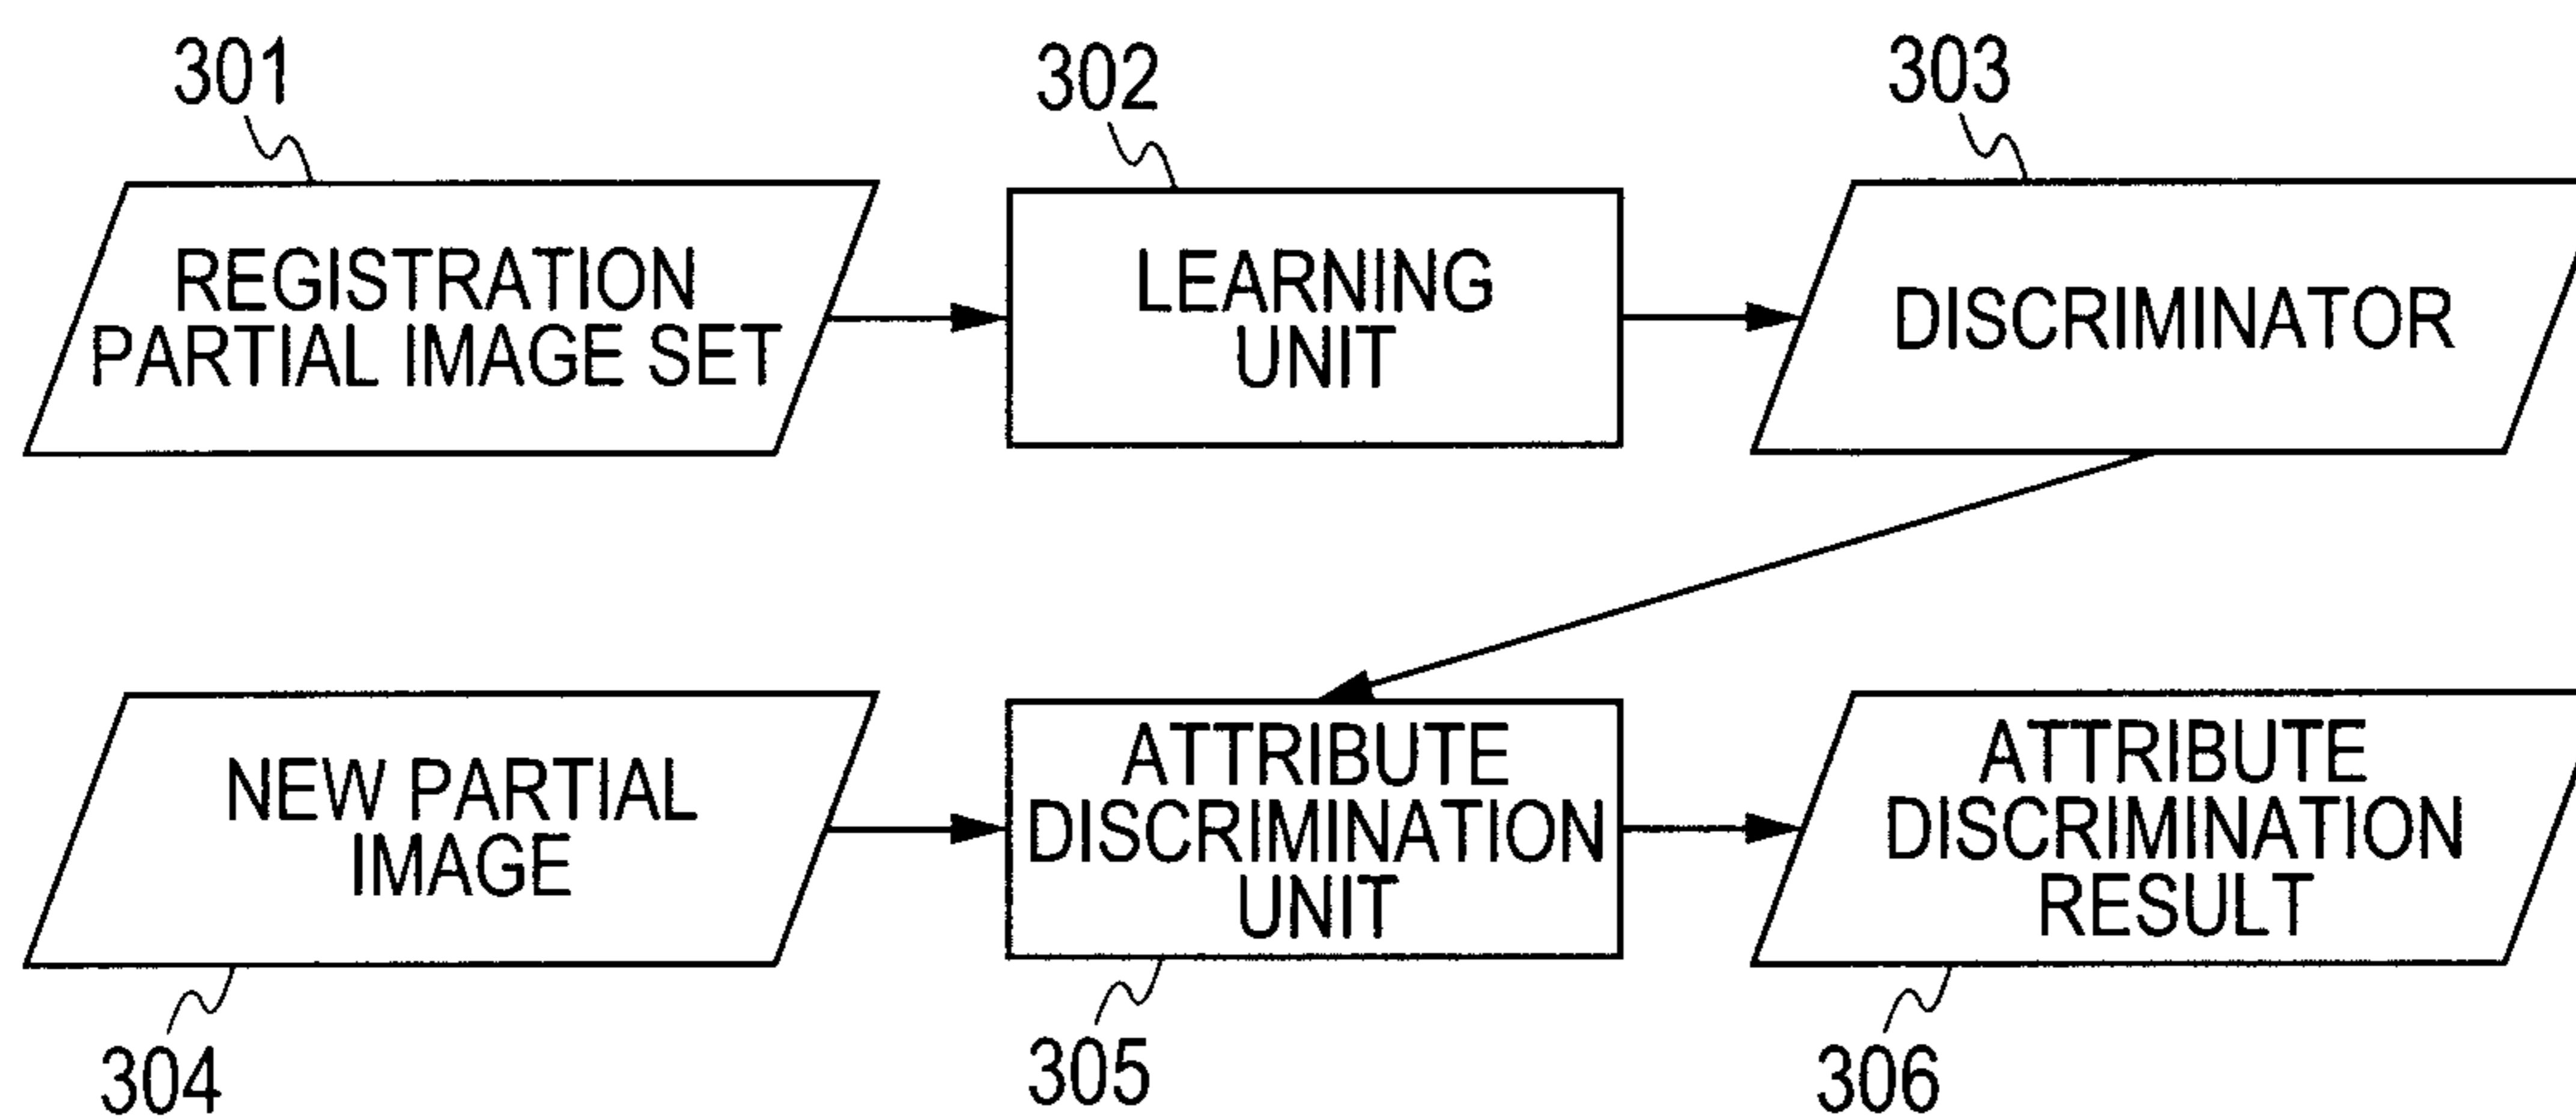 301
302
303
REGISTRATION
PARTIAL IMAGE SET
LEARNING
UNIT
DISCRIMINATOR
NEW PARTIAL
IMAGE
ATTRIBUTE
DISCRIMINATION
UNIT
ATTRIBUTE
DISCRIMINATION
RESULT
304
305
306